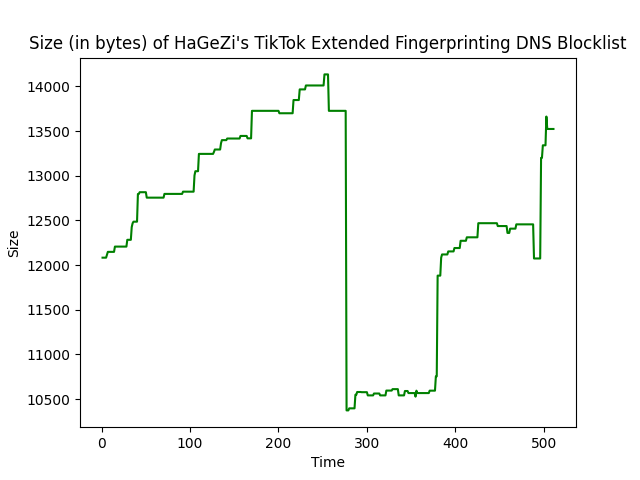 Size (in bytes) of HaGeZi's TikTok Extended Fingerprinting DNS Blocklist
14000
13500
13000
12500
12000
11500
11000
10500
Size
0 100 200 300 400 500
Time